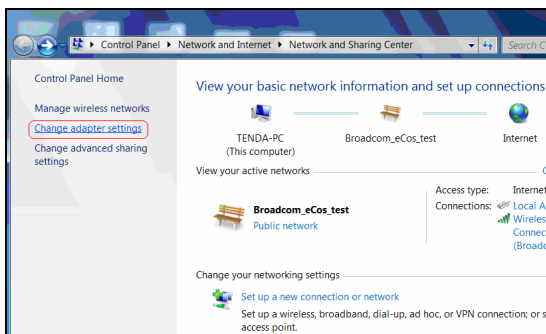 Control Panel ▸ Network and Internet ▸ Network and Sharing Center
Search C
Control Panel Home
Manage wireless networks
Change adapter settings
Change advanced sharing
settings
View your basic network information and set up connections
TENDA-PC
(This computer)
Broadcom_eCos_test
Internet
View your active networks
Broadcom_eCos_test
Public network
Access type: Internet
Connections: Local A
Wireles
Connec
(Broadc
Change your networking settings
Set up a new connection or network
Set up a wireless, broadband, dial-up, ad hoc, or VPN connection; or s
access point.